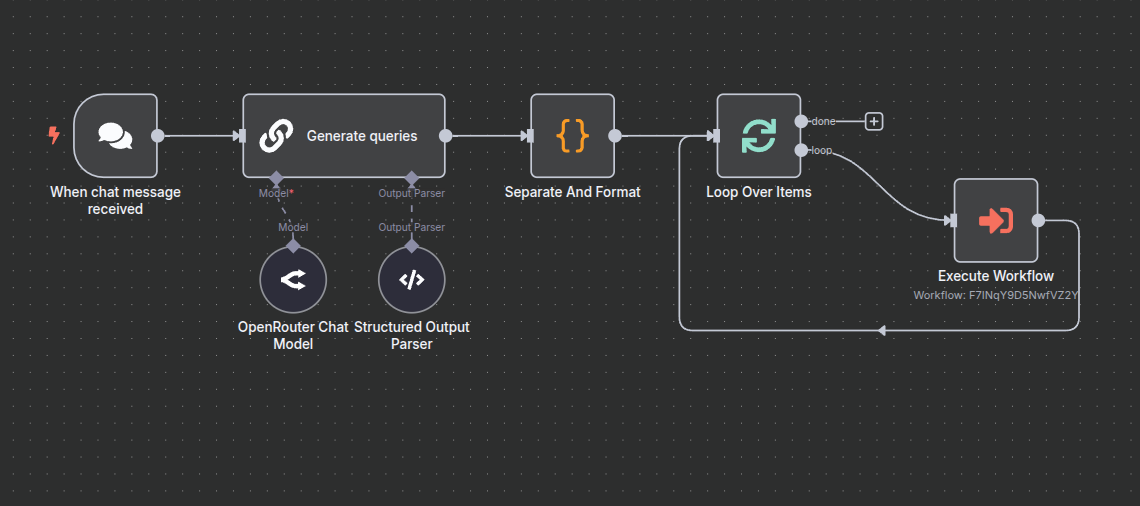 When chat message
received
Generate queries
Model*
Output Parser
Model
Output Parser
OpenRouter Chat
Model
Structured Output
Parser
Separate And Format
Loop Over Items
done
loop
Execute Workflow
Workflow: F7lNqY9D5NwfVZ2Y